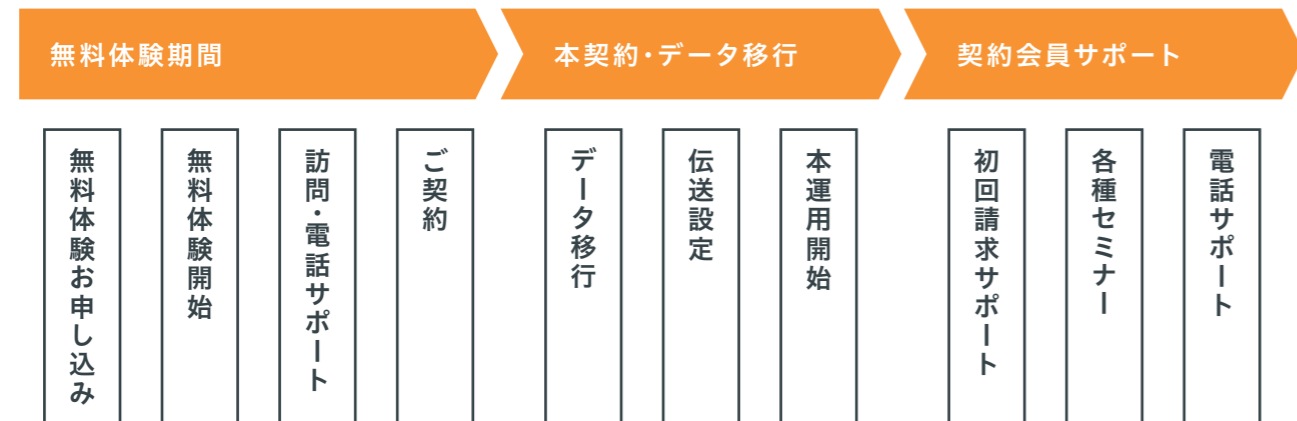 無料体験期間
本契約・データ移行
契約会員サポート
無料体験お申し込み
無料体験開始
訪問・電話サポート
ご契約
データ移行
伝送設定
本運用開始
初回請求サポート
各種セミナー
電話サポート